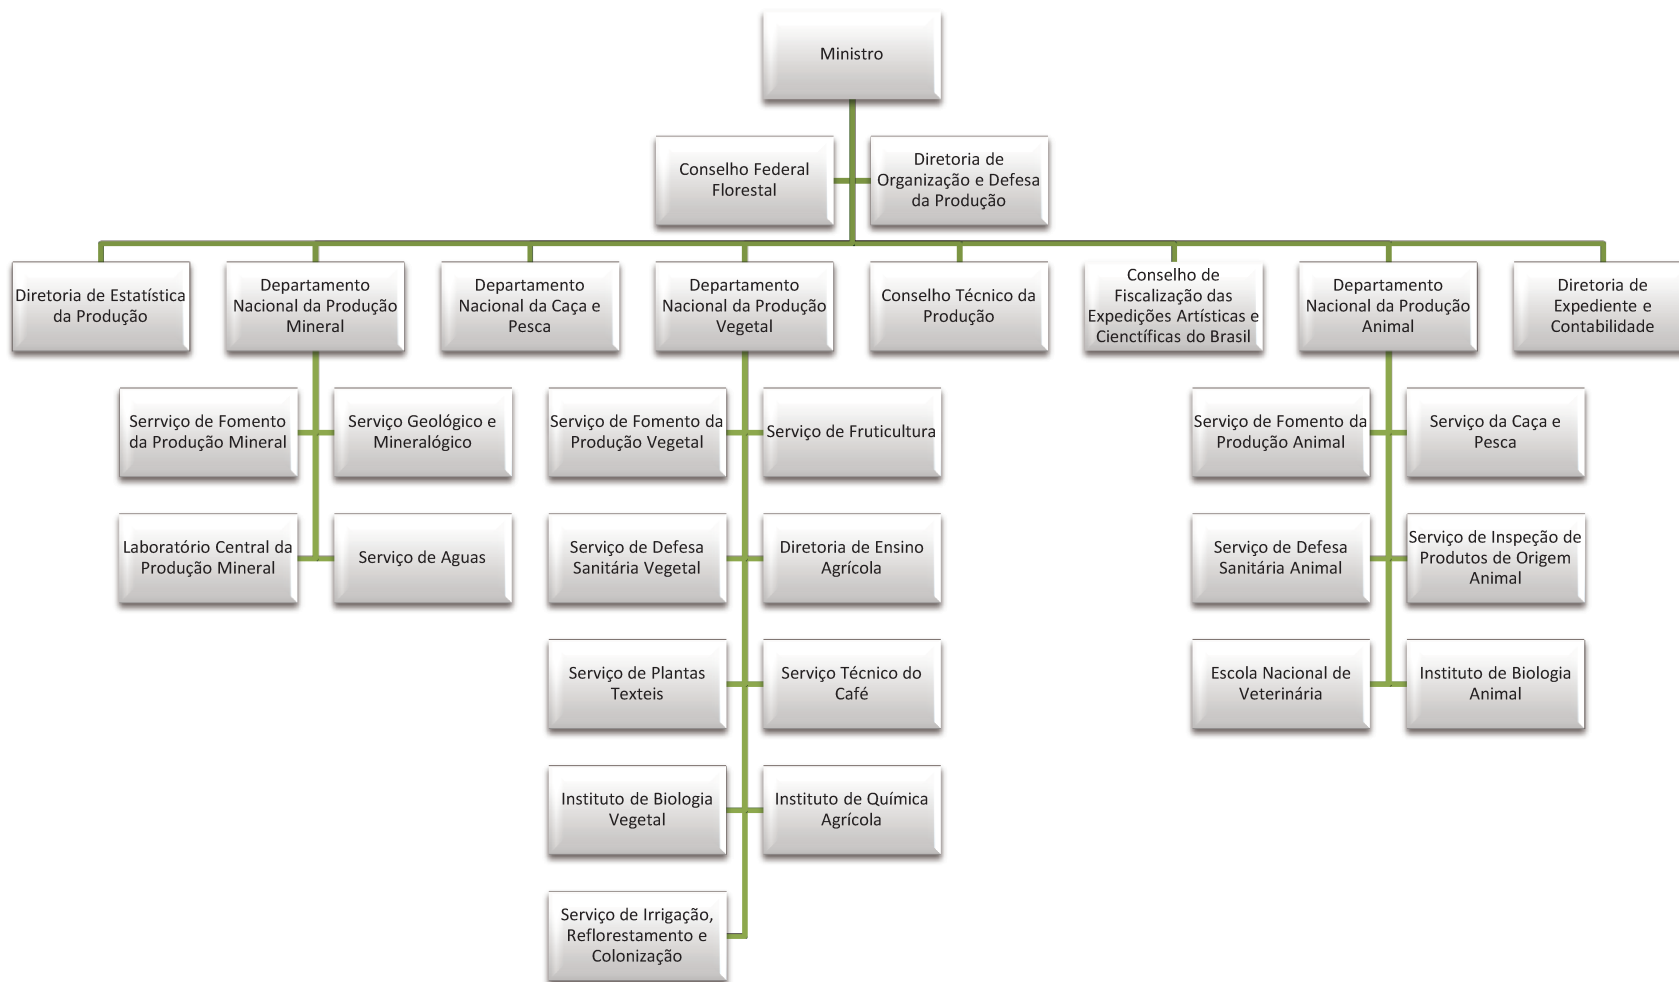 Ministro
Conselho Federal
Florestal
Diretoria de
Organização e Defesa
da Produção
Diretoria de Estatística
da Produção
Departamento
Nacional da Produção
Mineral
Departamento
Nacional da Caça e
Pesca
Departamento
Nacional da Produção
Vegetal
Conselho Técnico da
Produção
Conselho de
Fiscalização das
Expedições Artísticas e
Cienctíficas do Brasil
Departamento
Nacional da Produção
Animal
Diretoria de
Expediente e
Contabilidade
Serrviço de Fomento
da Produção Mineral
Serviço Geológico e
Mineralógico
Serviço de Fomento da
Produção Vegetal
Serviço de Fruticultura
Serviço de Fomento da
Produção Animal
Serviço da Caça e
Pesca
Laboratório Central da
Produção Mineral
Serviço de Aguas
Serviço de Defesa
Sanitária Vegetal
Diretoria de Ensino
Agrícola
Serviço de Defesa
Sanitária Animal
Serviço de Inspeção de
Produtos de Origem
Animal
Serviço de Plantas
Texteis
Serviço Técnico do
Café
Escola Nacional de
Veterinária
Instituto de Biologia
Animal
Instituto de Biologia
Vegetal
Instituto de Química
Agrícola
Serviço de Irrigação,
Reflorestamento e
Colonização